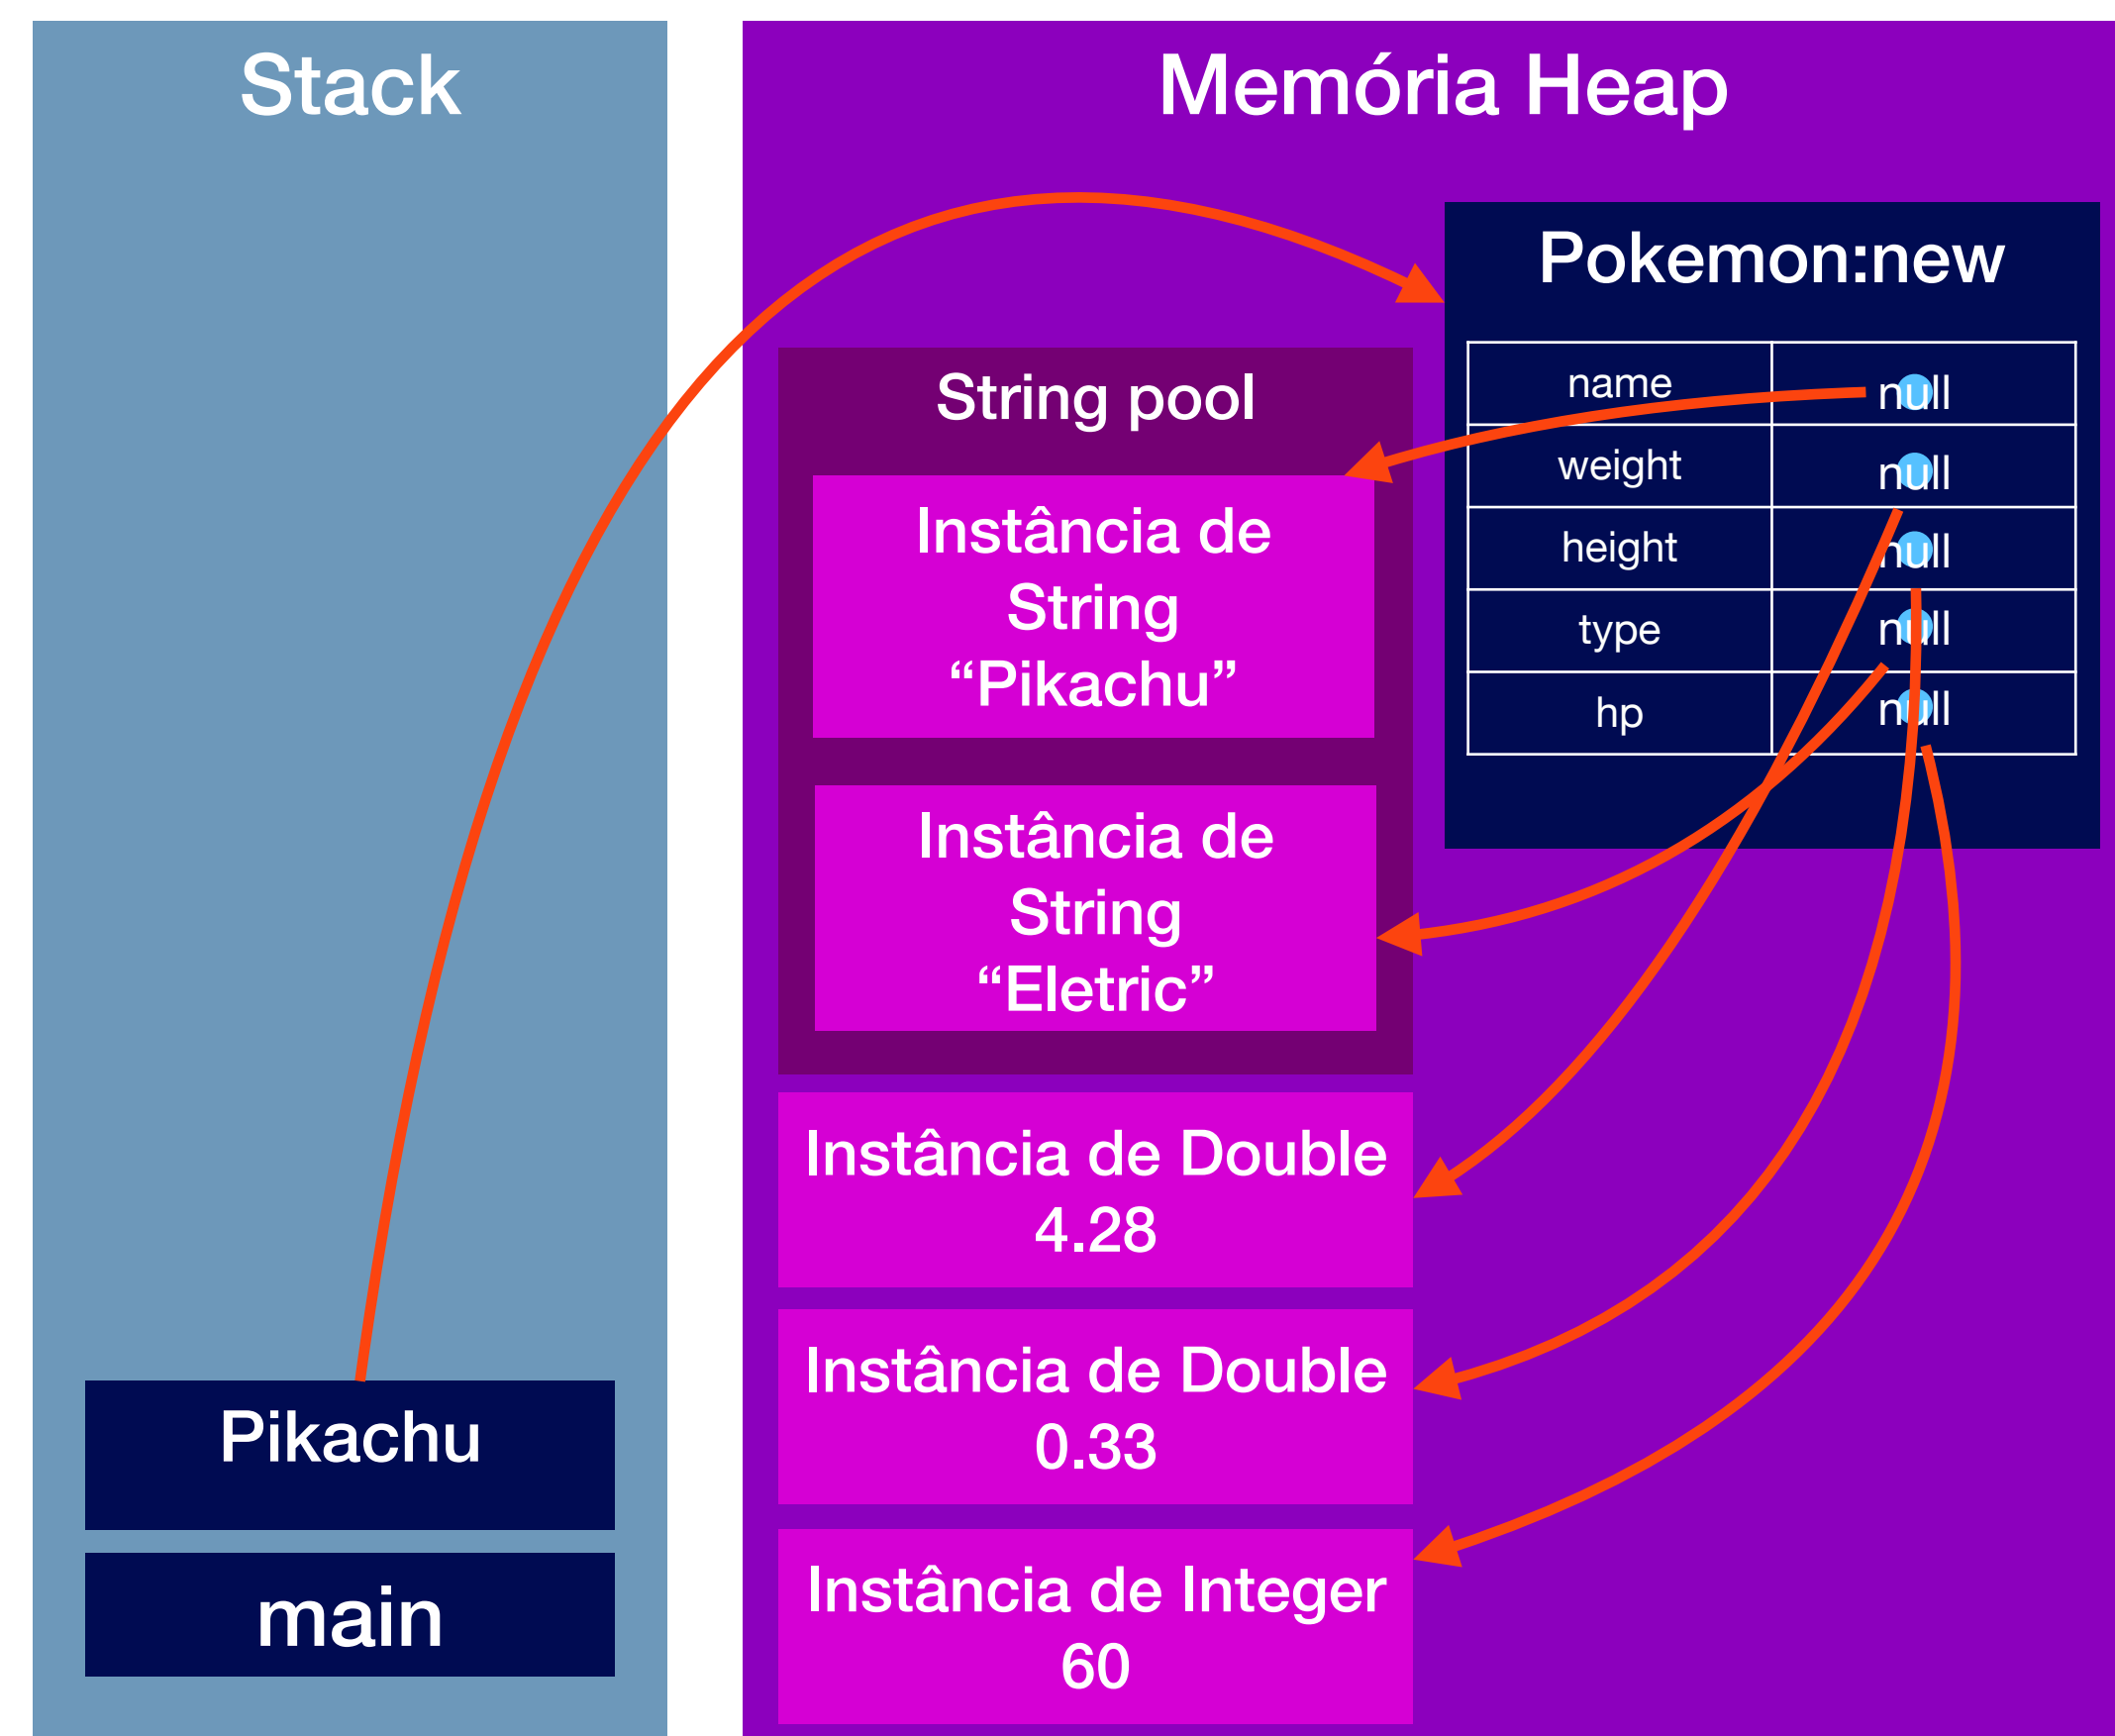 Stack
Pikachu
main
Memória Heap
String pool
Instância de
String
“Pikachu”
Instância de
String
“Eletric”
Instância de Double
4.28
Instância de Double
0.33
Instância de Integer
60
Pokemon:new
name null
weight null
height null
type null
hp null